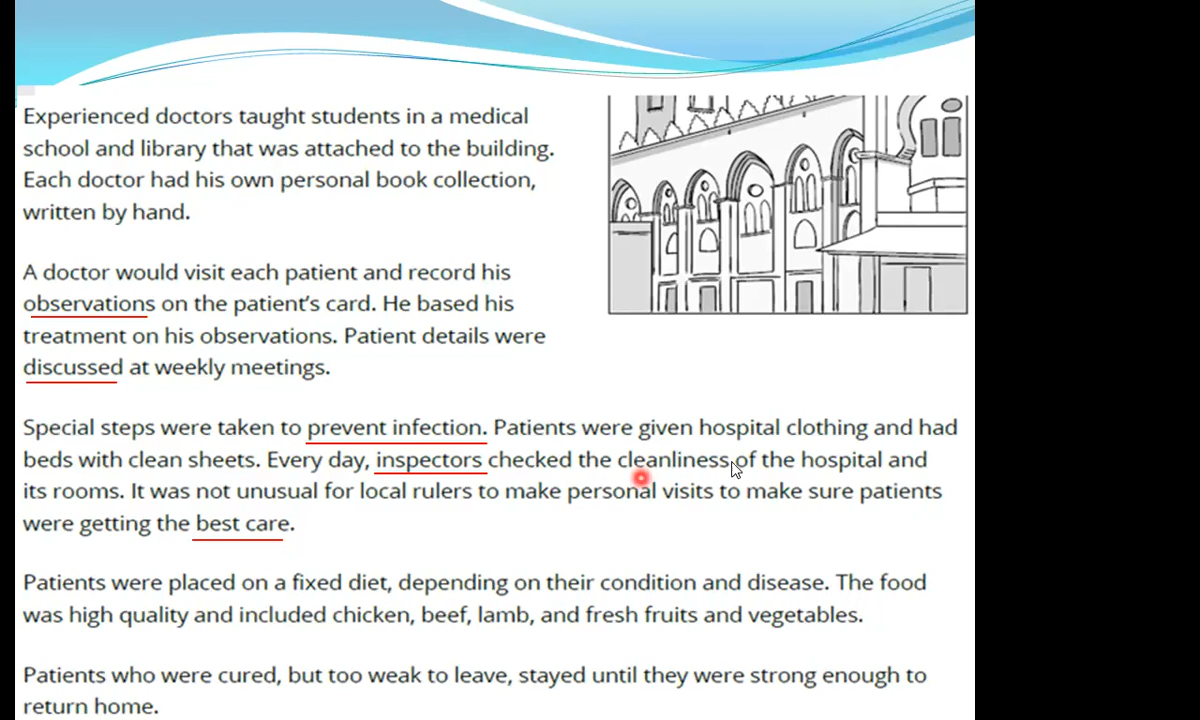 Experienced doctors taught students in a medical
school and library that was attached to the building.
Each doctor had his own personal book collection,
written by hand.
A doctor would visit each patient and record his
observations on the patient's card. He based his
treatment on his observations. Patient details were
discussed at weekly meetings.
Special steps were taken to prevent infection. Patients were given hospital clothing and had
beds with clean sheets. Every day, inspectors checked the cleanliness of the hospital and
its rooms. It was not unusual for local rulers to make personal visits to make sure patients
were getting the best care.
Patients were placed on a fixed diet, depending on their condition and disease. The food
was high quality and included chicken, beef, lamb, and fresh fruits and vegetables.
Patients who were cured, but too weak to leave, stayed until they were strong enough to
return home.